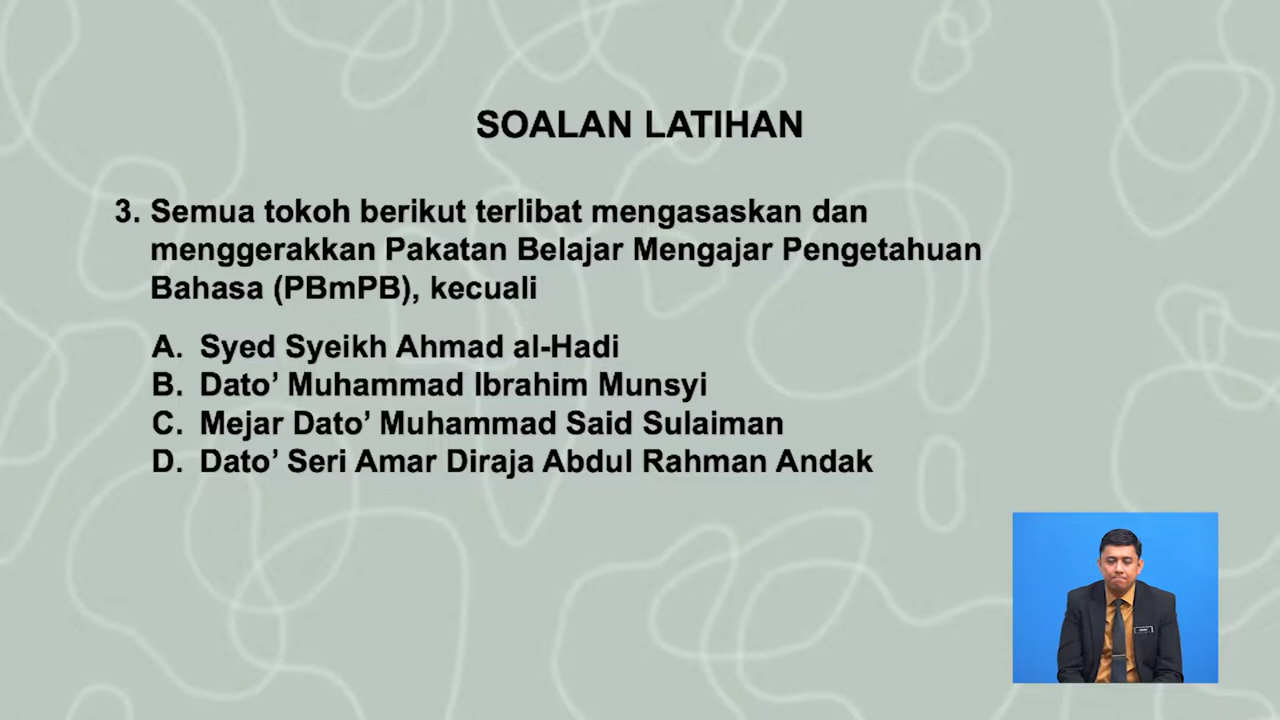 SOALAN LATIHAN
3. Semua tokoh berikut terlibat mengasaskan dan
menggerakkan Pakatan Belajar Mengajar Pengetahuan
Bahasa (PBmPB), kecuali
A. Syed Syeikh Ahmad al-Hadi
B. Dato’ Muhammad Ibrahim Munsyi
C. Mejar Dato’ Muhammad Said Sulaiman
D. Dato’ Seri Amar Diraja Abdul Rahman Andak